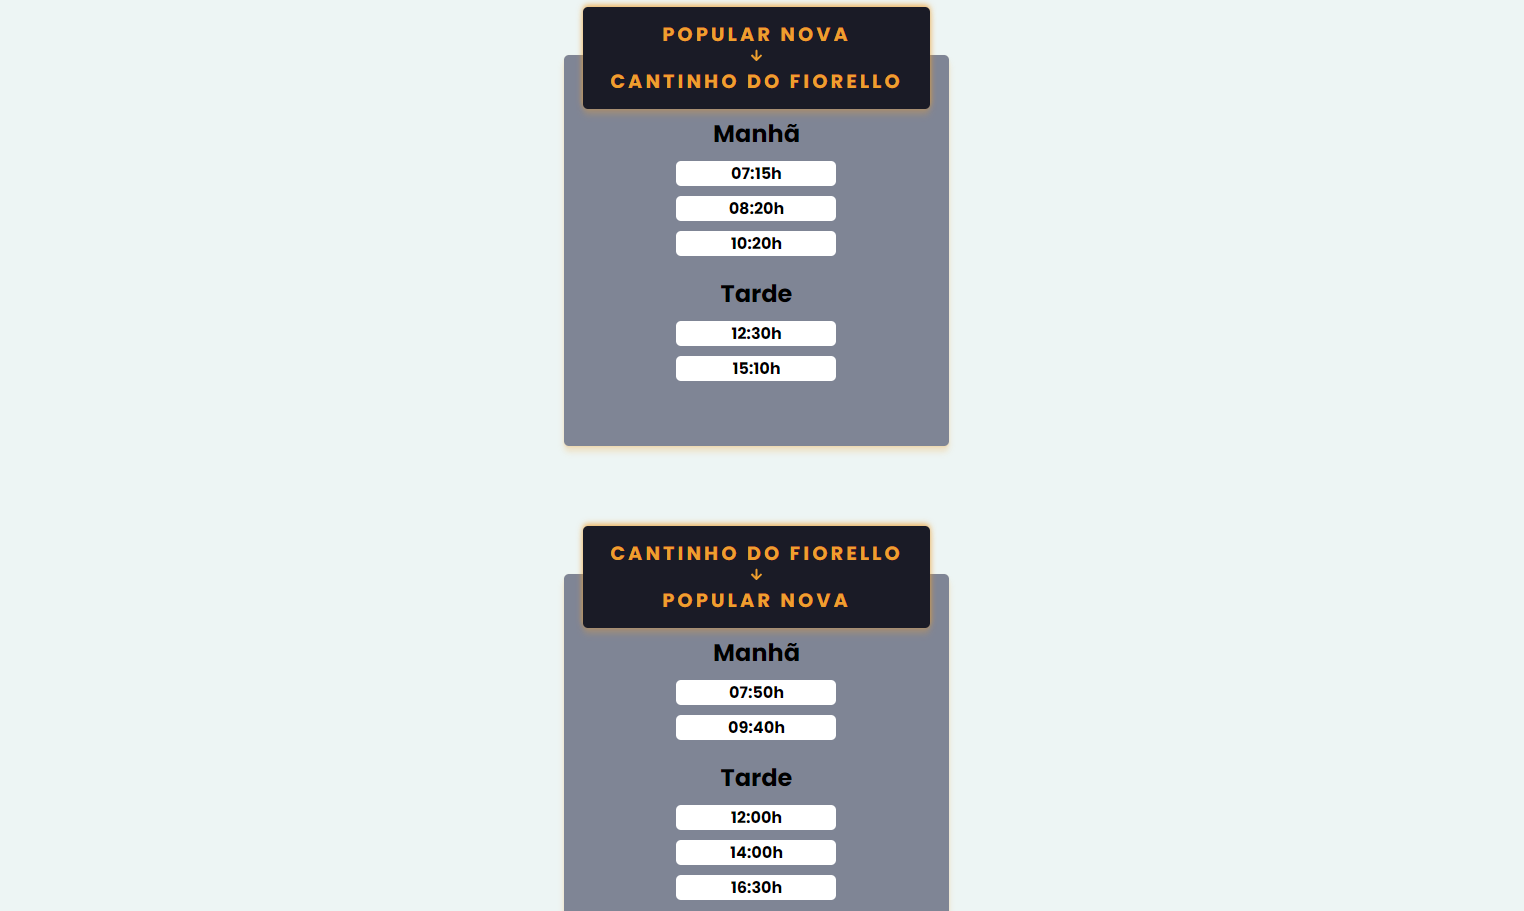 POPULAR NOVA
↓
CANTINHO DO FIORELLO
Manhã
07:15h
08:20h
10:20h
Tarde
12:30h
15:10h
CANTINHO DO FIORELLO
↓
POPULAR NOVA
Manhã
07:50h
09:40h
Tarde
12:00h
14:00h
16:30h